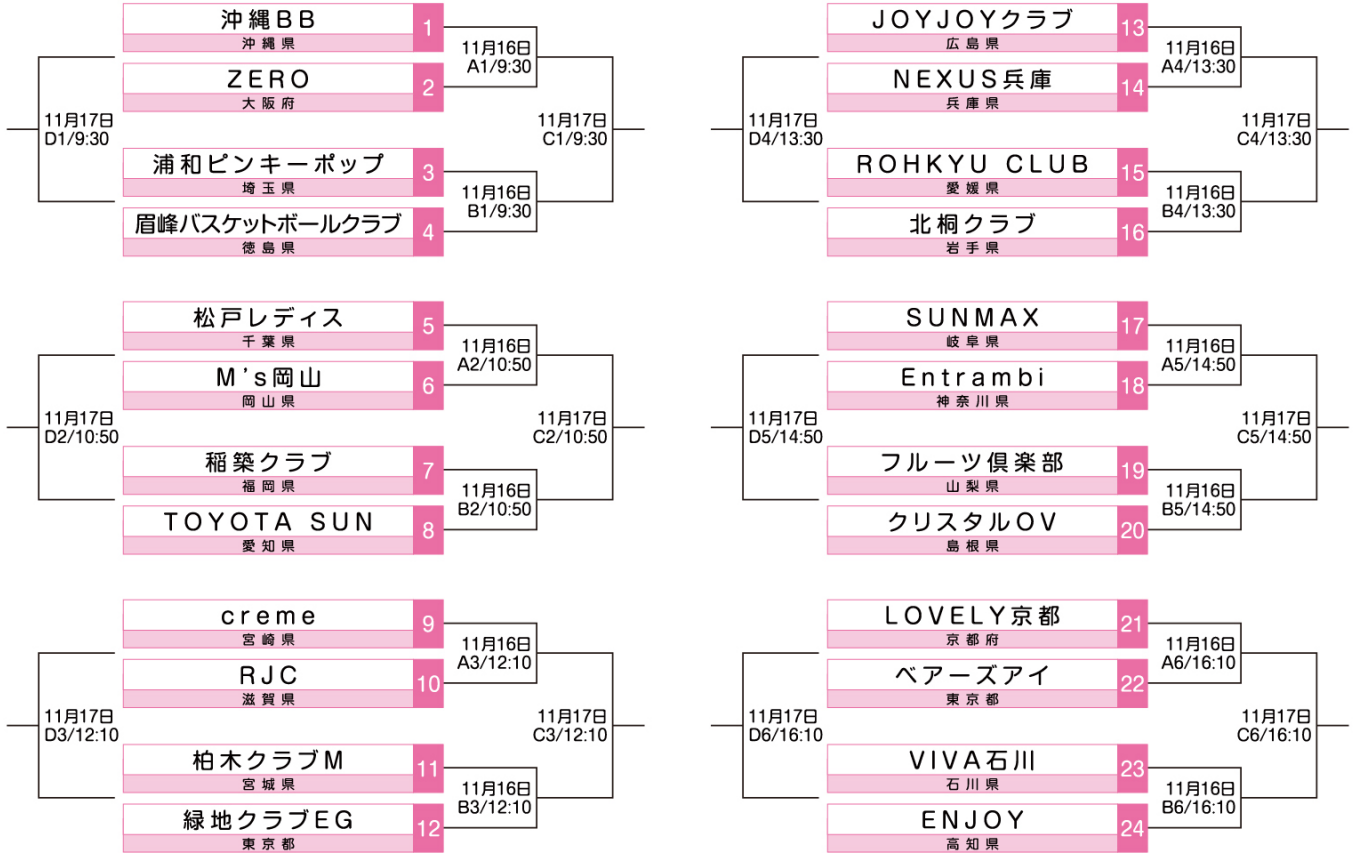 沖縄BB
1
沖縄県
11月16日
A1/9:30
ZERO
2
大阪府
11月17日
D1/9:30
11月17日
C1/9:30
浦和ピンキーポップ
3
埼玉県
11月16日
B1/9:30
眉峰バスケットボールクラブ
4
徳島県
松戸レディス
5
千葉県
11月16日
A2/10:50
M's岡山
6
岡山県
11月17日
D2/10:50
11月17日
C2/10:50
稲築クラブ
7
福岡県
11月16日
B2/10:50
TOYOTA SUN
8
愛知県
creme
9
宮崎県
11月16日
A3/12:10
RJC
10
滋賀県
11月17日
D3/12:10
11月17日
C3/12:10
柏木クラブM
11
宮城県
11月16日
B3/12:10
緑地クラブEG
12
東京都
JOYJOYクラブ
13
広島県
11月16日
A4/13:30
NEXUS兵庫
14
兵庫県
11月17日
D4/13:30
11月17日
C4/13:30
ROHKYU CLUB
15
愛媛県
11月16日
B4/13:30
北桐クラブ
16
岩手県
SUNMAX
17
岐阜県
11月16日
A5/14:50
Entrambi
18
神奈川県
11月17日
D5/14:50
11月17日
C5/14:50
フルーツ倶楽部
19
山梨県
11月16日
B5/14:50
クリスタルOV
20
島根県
LOVELY京都
21
京都府
11月16日
A6/16:10
ベアーズアイ
22
東京都
11月17日
D6/16:10
11月17日
C6/16:10
VIVA石川
23
石川県
11月16日
B6/16:10
ENJOY
24
高知県